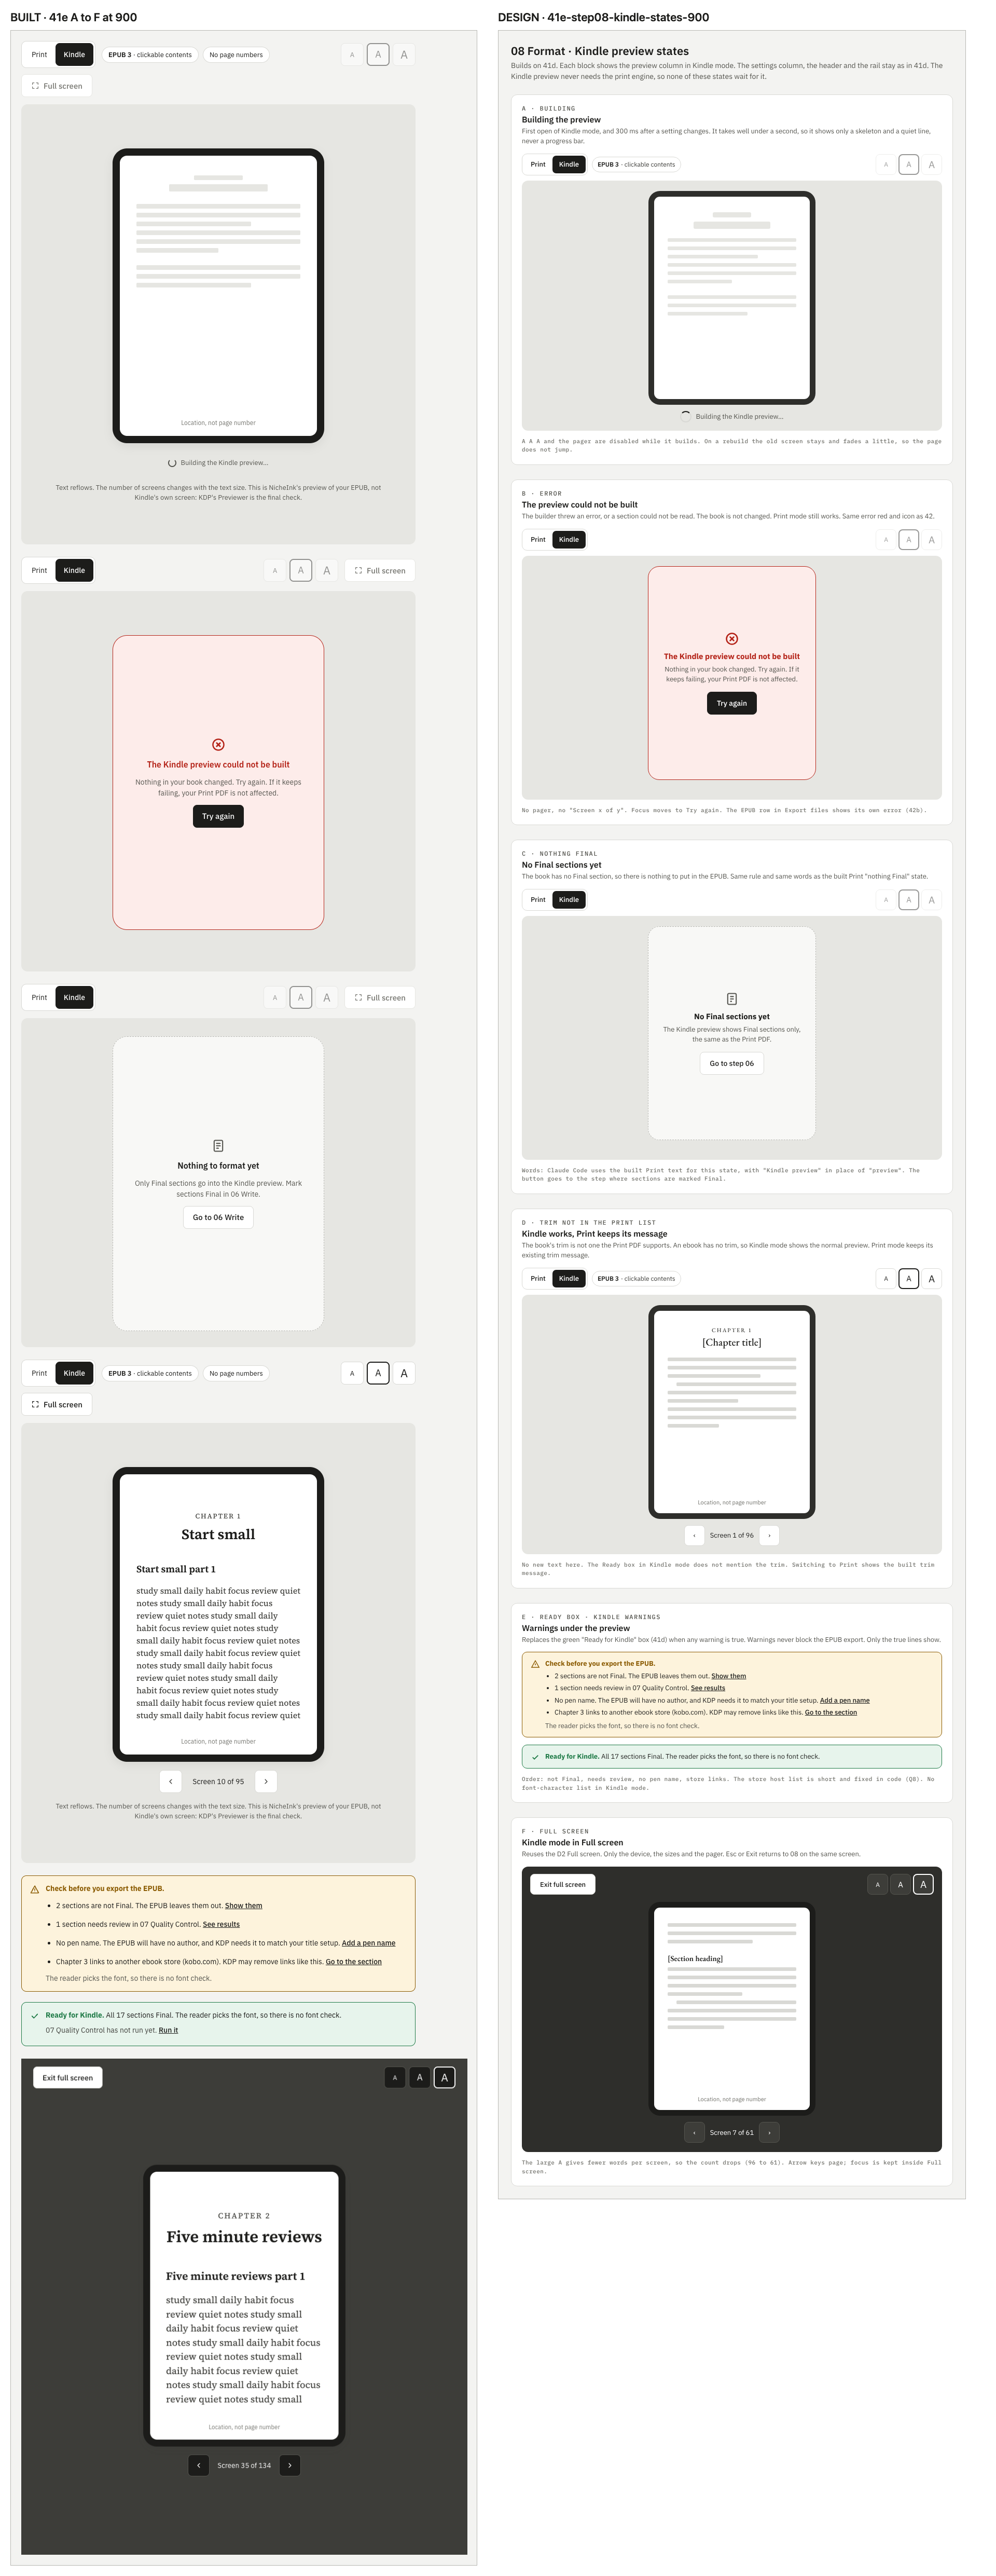 BUILT · 41e A to F at 900
Print
Kindle
EPUB 3 · clickable contents
No page numbers
A
A
A
Full screen
Location, not page number
Building the Kindle preview...
Text reflows. The number of screens changes with the text size. This is NicheInk's preview of your EPUB, not
Kindle's own screen: KDP's Previewer is the final check.
Print
Kindle
A
A
A
Full screen
The Kindle preview could not be built
Nothing in your book changed. Try again. If it keeps
failing, your Print PDF is not affected.
Try again
Print
Kindle
A
A
A
Full screen
Nothing to format yet
Only Final sections go into the Kindle preview. Mark
sections Final in 06 Write.
Go to 06 Write
Print
Kindle
EPUB 3 · clickable contents
No page numbers
A
A
A
Full screen
CHAPTER 1
Start small
Start small part 1
study small daily habit focus review quiet
notes study small daily habit focus
review quiet notes study small daily
habit focus review quiet notes study
small daily habit focus review quiet notes
study small daily habit focus review quiet
notes study small daily habit focus
review quiet notes study small daily
habit focus review quiet notes study
small daily habit focus review quiet notes
study small daily habit focus review quiet
Location, not page number
Screen 10 of 95
Text reflows. The number of screens changes with the text size. This is NicheInk's preview of your EPUB, not
Kindle's own screen: KDP's Previewer is the final check.
Check before you export the EPUB.
2 sections are not Final. The EPUB leaves them out. Show them
1 section needs review in 07 Quality Control. See results
No pen name. The EPUB will have no author, and KDP needs it to match your title setup. Add a pen name
Chapter 3 links to another ebook store (kobo.com). KDP may remove links like this. Go to the section
The reader picks the font, so there is no font check.
Ready for Kindle. All 17 sections Final. The reader picks the font, so there is no font check.
07 Quality Control has not run yet. Run it
Exit full screen
A
A
A
CHAPTER 2
Five minute reviews
Five minute reviews part 1
study small daily habit focus
review quiet notes study small
daily habit focus review quiet
notes study small daily habit focus
review quiet notes study small
daily habit focus review quiet
notes study small daily habit focus
review quiet notes study small
Location, not page number
Screen 35 of 134
DESIGN · 41e-step08-kindle-states-900
08 Format · Kindle preview states
Builds on 41d. Each block shows the preview column in Kindle mode. The settings column, the header and the rail stay as in 41d. The
Kindle preview never needs the print engine, so none of these states wait for it.
A · BUILDING
Building the preview
First open of Kindle mode, and 300 ms after a setting changes. It takes well under a second, so it shows only a skeleton and a quiet line,
never a progress bar.
Print
Kindle
EPUB 3 · clickable contents
A
A
A
Building the Kindle preview...
A A A and the pager are disabled while it builds. On a rebuild the old screen stays and fades a little, so the page
does not jump.
B · ERROR
The preview could not be built
The builder threw an error, or a section could not be read. The book is not changed. Print mode still works. Same error red and icon as 42.
Print
Kindle
A
A
A
The Kindle preview could not be built
Nothing in your book changed. Try again. If it
keeps failing, your Print PDF is not affected.
Try again
No pager, no "Screen x of y". Focus moves to Try again. The EPUB row in Export files shows its own error (42b).
C · NOTHING FINAL
No Final sections yet
The book has no Final section, so there is nothing to put in the EPUB. Same rule and same words as the built Print "nothing Final" state.
Print
Kindle
A
A
A
No Final sections yet
The Kindle preview shows Final sections only,
the same as the Print PDF.
Go to step 06
Words: Claude Code uses the built Print text for this state, with "Kindle preview" in place of "preview". The
button goes to the step where sections are marked Final.
D · TRIM NOT IN THE PRINT LIST
Kindle works, Print keeps its message
The book's trim is not one the Print PDF supports. An ebook has no trim, so Kindle mode shows the normal preview. Print mode keeps its
existing trim message.
Print
Kindle
EPUB 3 · clickable contents
A
A
A
CHAPTER 1
[Chapter title]
Location, not page number
Screen 1 of 96
No new text here. The Ready box in Kindle mode does not mention the trim. Switching to Print shows the built trim
message.
E · READY BOX · KINDLE WARNINGS
Warnings under the preview
Replaces the green "Ready for Kindle" box (41d) when any warning is true. Warnings never block the EPUB export. Only the true lines show.
Check before you export the EPUB.
2 sections are not Final. The EPUB leaves them out. Show them
1 section needs review in 07 Quality Control. See results
No pen name. The EPUB will have no author, and KDP needs it to match your title setup. Add a pen name
Chapter 3 links to another ebook store (kobo.com). KDP may remove links like this. Go to the section
The reader picks the font, so there is no font check.
Ready for Kindle. All 17 sections Final. The reader picks the font, so there is no font check.
Order: not Final, needs review, no pen name, store links. The store host list is short and fixed in code (Q8). No
font-character list in Kindle mode.
F · FULL SCREEN
Kindle mode in Full screen
Reuses the D2 Full screen. Only the device, the sizes and the pager. Esc or Exit returns to 08 on the same screen.
Exit full screen
A
A
A
[Section heading]
Location, not page number
Screen 7 of 61
The large A gives fewer words per screen, so the count drops (96 to 61). Arrow keys page; focus is kept inside Full
screen.